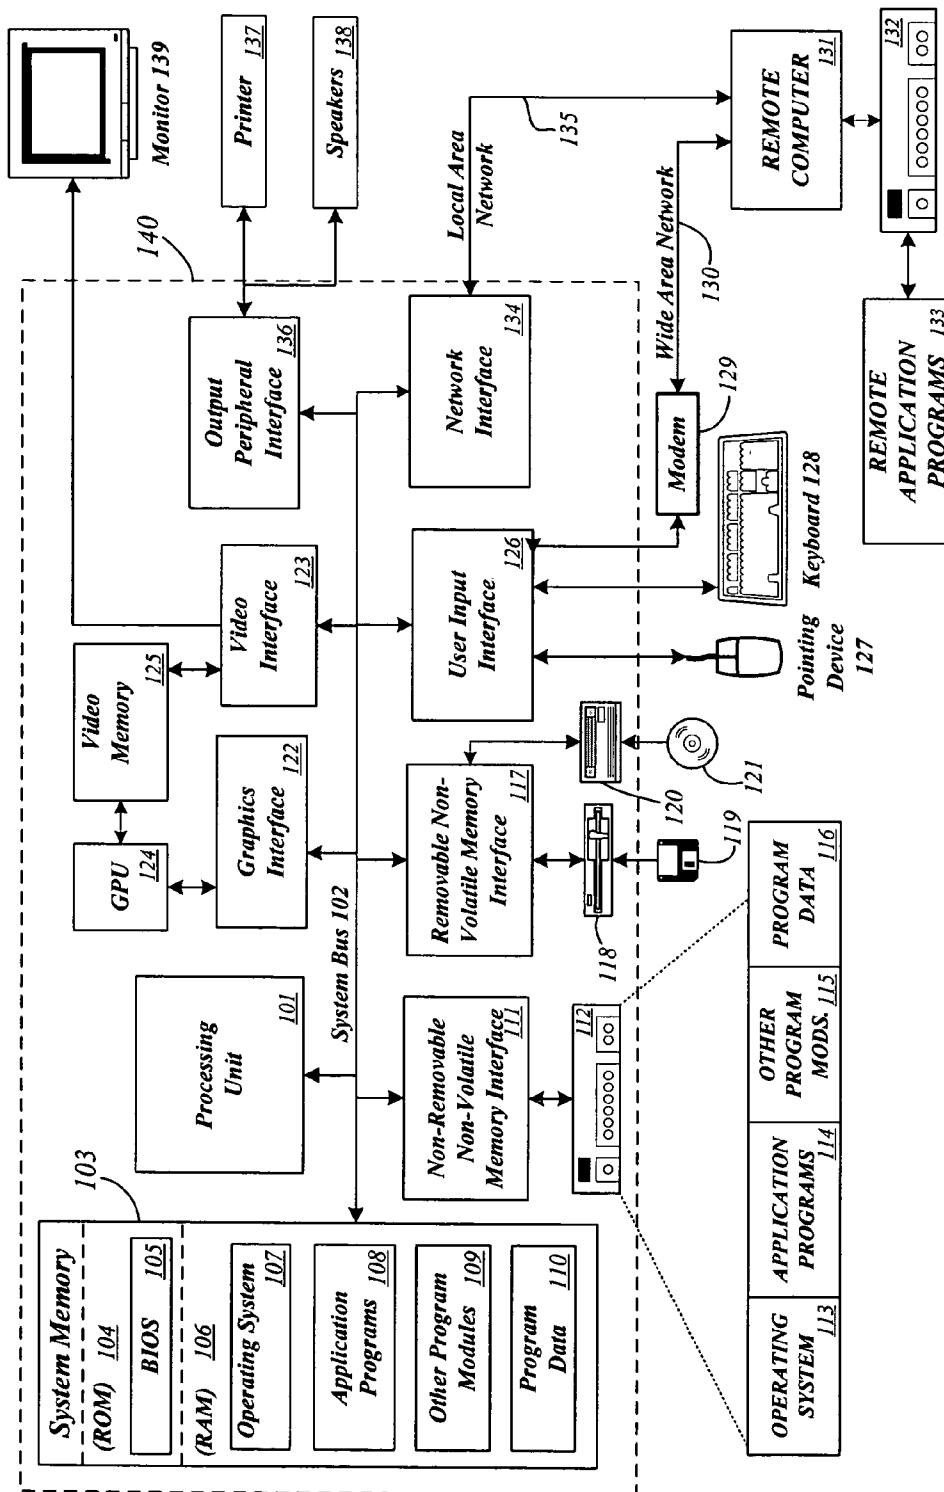 System Memory
(ROM) 104
BIOS 105
(RAM) 106
Operating System 107
Application
Programs 108
Other Program
Modules 109
Program
Data 110
103
Processing
Unit
101
System Bus 102
GPU
124
Video
Memory
125
Graphics
Interface
122
Video
Interface
123
Output
Peripheral
Interface
136
140
Monitor 139
Printer
137
Speakers
138
Non-Removable
Non-Volatile
Memory Interface
111
Removable Non-
Volatile Memory
Interface
117
User Input
Interface
126
Network
Interface
134
Local Area
Network
135
112
118
119
120
121
Pointing
Device
127
Keyboard 128
Modem
129
Wide Area Network
130
REMOTE
COMPUTER
131
132
REMOTE
APPLICATION
PROGRAMS 133
OPERATING
SYSTEM 113
APPLICATION
PROGRAMS 114
OTHER
PROGRAM
MODS. 115
PROGRAM
DATA 116